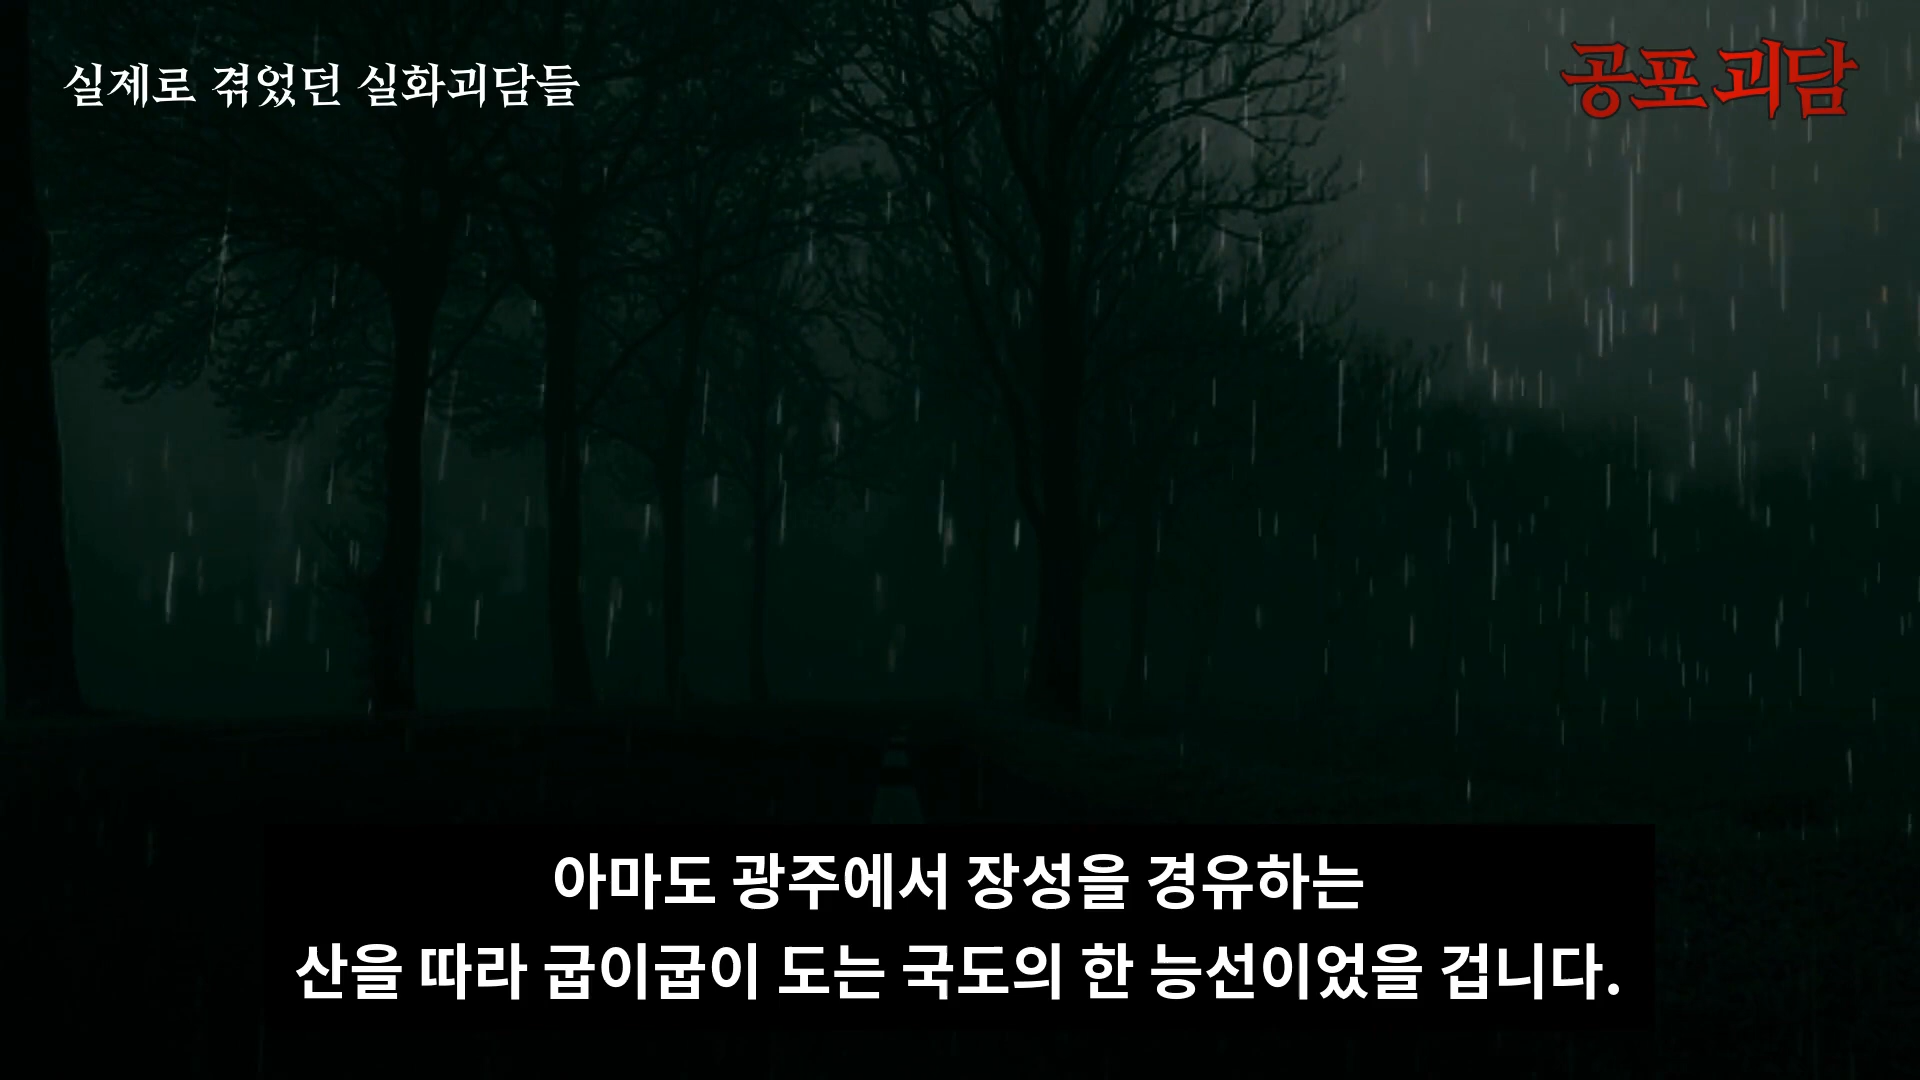 실제로 겪었던 실화괴담들
공포괴담
아마도 광주에서 장성을 경유하는
산을 따라 굽이굽이 도는 국도의 한 능선이었을 겁니다.